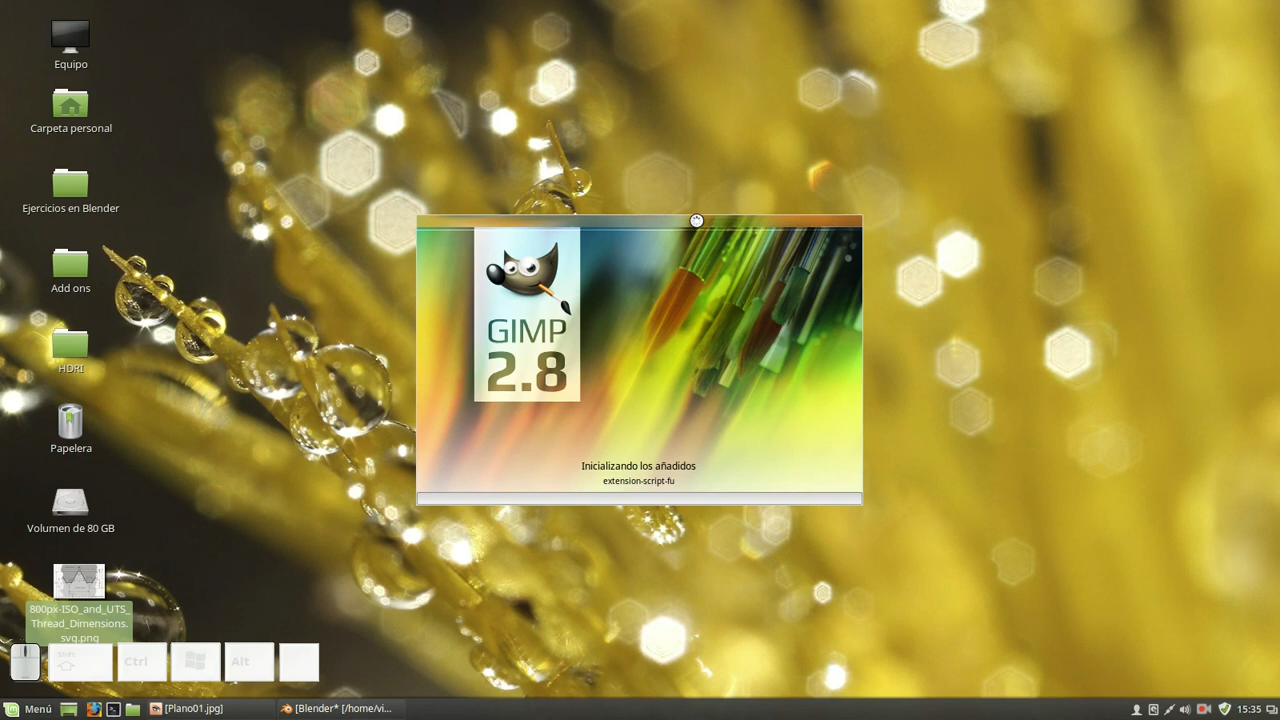 Equipo
Carpeta personal
Ejercicios en Blender
Add ons
HDRI
Papelera
Volumen de 80 GB
800px-ISO_and_UTS_
Thread_Dimensions.
svg.png
GIMP
2.8
Inicializando los añadidos
extension-script-fu
Shift
Ctrl
Alt
Menú
[Plano01.jpg]
[Blender* [/home/vi...
15:35